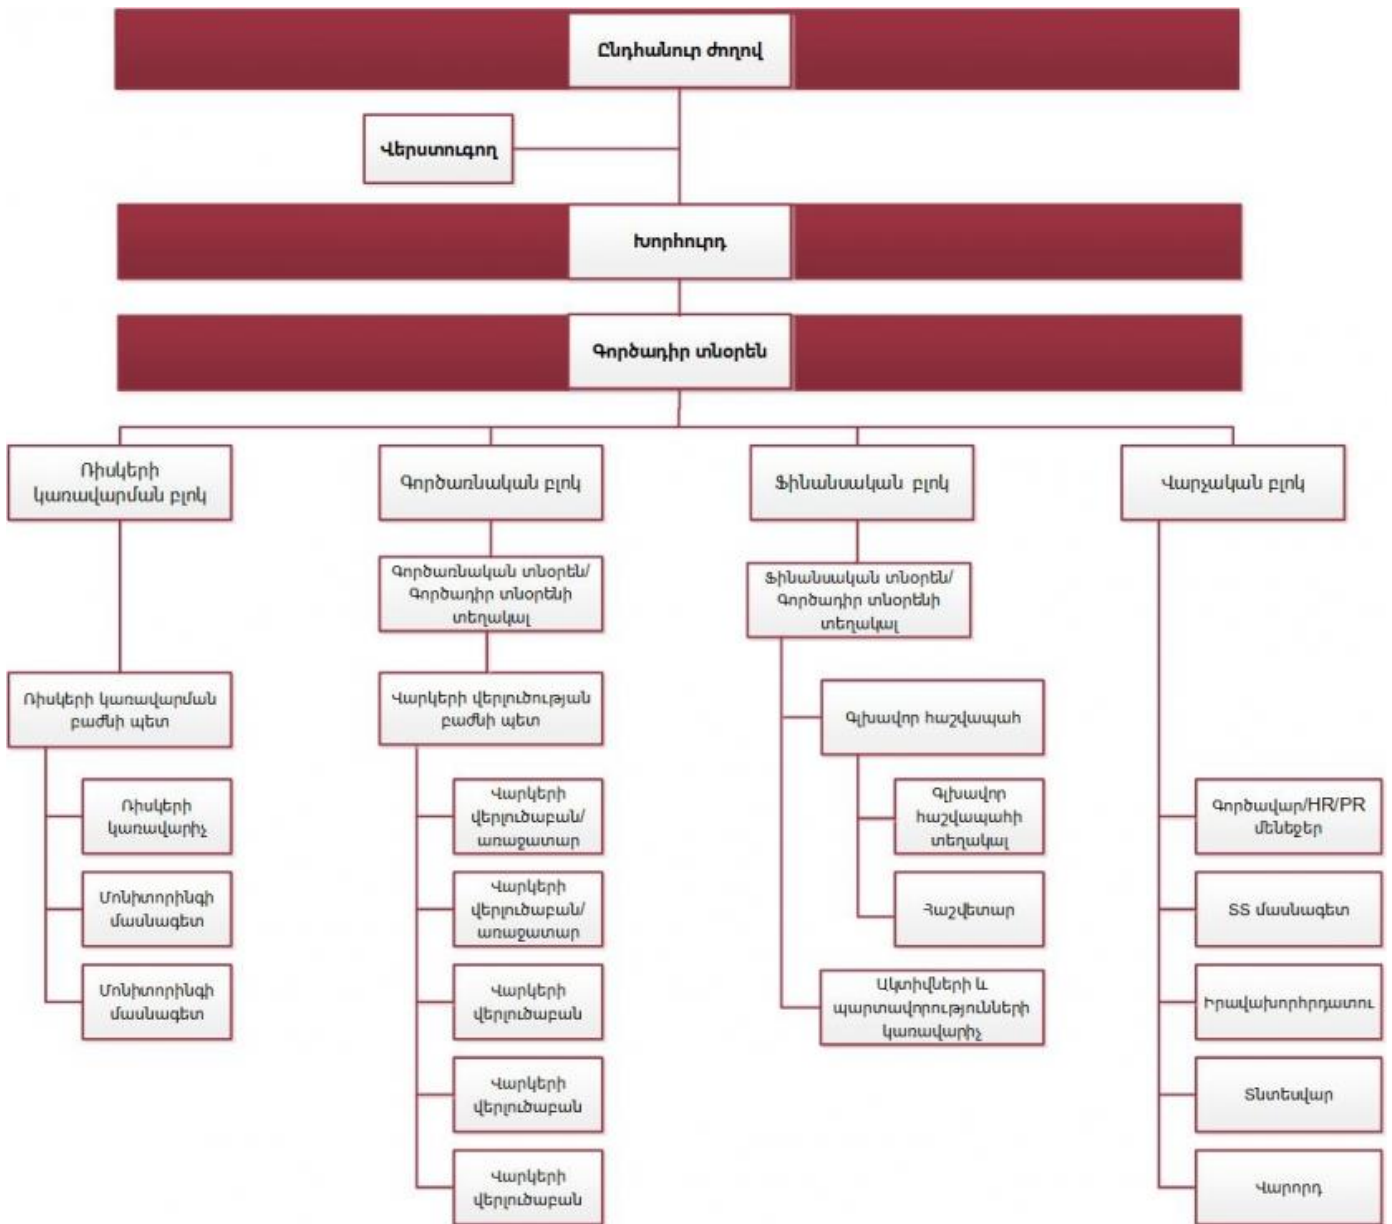 Ընդհանուր ժողով
Վերստուգող
Խորհուրդ
Գործադիր տնօրեն
Ռիսկերի
կառավարման բլոկ
Գործառնական բլոկ
Ֆինանսական բլոկ
Վարչական բլոկ
Գործառնական տնօրեն/
Գործադիր տնօրենի
տեղակալ
Ֆինանսական տնօրեն/
Գործադիր տնօրենի
տեղակալ
Ռիսկերի կառավարման
բաժնի պետ
Վարկերի վերլուծության
բաժնի պետ
Գլխավոր հաշվապահ
Ռիսկերի
կառավարիչ
Մոնիտորինգի
մասնագետ
Մոնիտորինգի
մասնագետ
Վարկերի
վերլուծաբան/
առաջատար
Վարկերի
վերլուծաբան/
առաջատար
Վարկերի
վերլուծաբան
Վարկերի
վերլուծաբան
Վարկերի
վերլուծաբան
Գլխավոր
հաշվապահի
տեղակալ
Հաշվետար
Ակտիվների և
պարտավորությունների
կառավարիչ
Գործավար/HR/PR
մենեջեր
ՏՏ մասնագետ
Իրավախորհրդատու
Տնտեսվար
Վարորդ